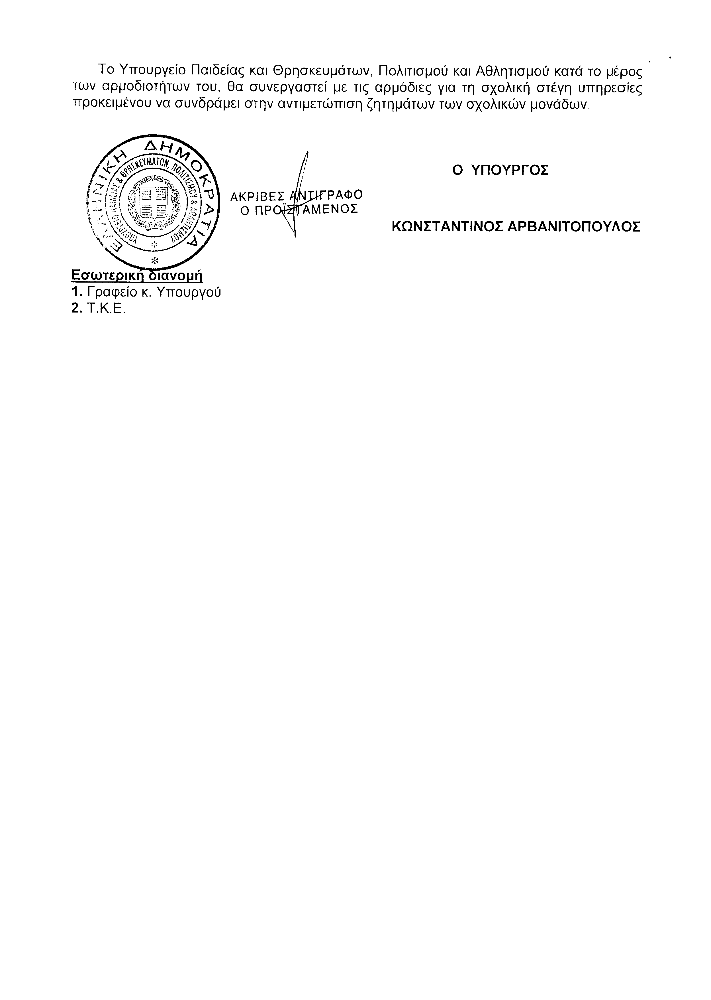 Το Υπουργείο Παιδείας και Θρησκευμάτων, Πολιτισμού και Αθλητισμού κατά το μέρος
των αρμοδιοτήτων του, θα συνεργαστεί με τις αρμόδιες για τη σχολική στέγη υπηρεσίες
προκειμένου να συνδράμει στην αντιμετώπιση ζητημάτων των σχολικών μονάδων.
ΕΛΛΗΝΙΚΗ ΔΗΜΟΚΡΑΤΙΑ
ΥΠΟΥΡΓΕΙΟ ΠΑΙΔΕΙΑΣ & ΘΡΗΣΚΕΥΜΑΤΩΝ, ΠΟΛΙΤΙΣΜΟΥ & ΑΘΛΗΤΙΣΜΟΥ
ΑΚΡΙΒΕΣ ΑΝΤΙΓΡΑΦΟ
Ο ΠΡΟΪΣΤΑΜΕΝΟΣ
Ο ΥΠΟΥΡΓΟΣ
ΚΩΝΣΤΑΝΤΙΝΟΣ ΑΡΒΑΝΙΤΟΠΟΥΛΟΣ
Εσωτερική διανομή
1. Γραφείο κ. Υπουργού
2. Τ.Κ.Ε.